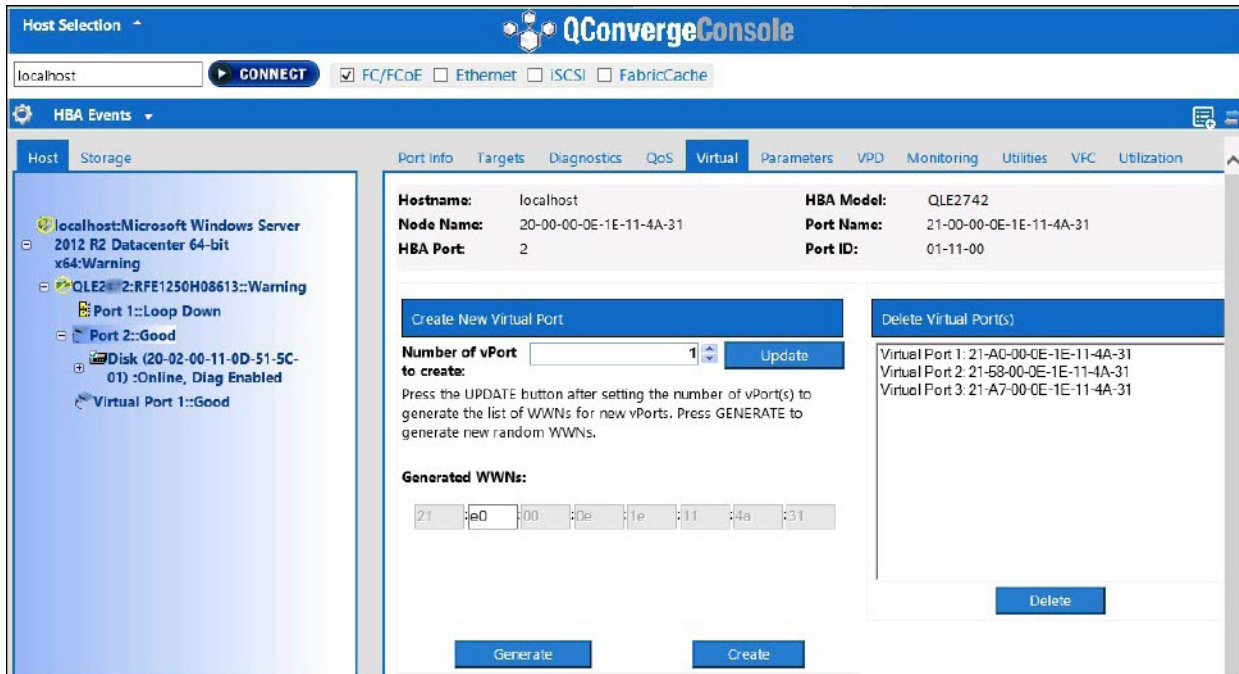 Host Selection
QConvergeConsole
localhost
CONNECT
FC/FCoE
Ethernet
iSCSI
FabricCache
HBA Events
Host
Storage
Port Info
Targets
Diagnostics
QoS
Virtual
Parameters
VPD
Monitoring
Utilities
VFC
Utilization
localhost:Microsoft Windows Server
2012 R2 Datacenter 64-bit
x64:Warning
2:RFE1250H08613::Warning
Port 1::Loop Down
Port 2::Good
Disk (20-02-00-11-0D-51-5C-
01) :Online, Diag Enabled
Virtual Port 1::Good
Hostname: localhost
HBA Model: QLE2742
Node Name: 20-00-00-0E-1E-11-4A-31
Port Name: 21-00-00-0E-1E-11-4A-31
HBA Port: 2
Port ID: 01-11-00
Create New Virtual Port
Number of vPort
to create:
1
Update
Press the UPDATE button after setting the number of vPort(s) to
generate the list of WWNs for new vPorts. Press GENERATE to
generate new random WWNs.
Generated WWNs:
21 :e0 :00 :0e :1e :11 :4a :31
Generate
Create
Delete Virtual Port(s)
Virtual Port 1: 21-A0-00-0E-1E-11-4A-31
Virtual Port 2: 21-58-00-0E-1E-11-4A-31
Virtual Port 3: 21-A7-00-0E-1E-11-4A-31
Delete